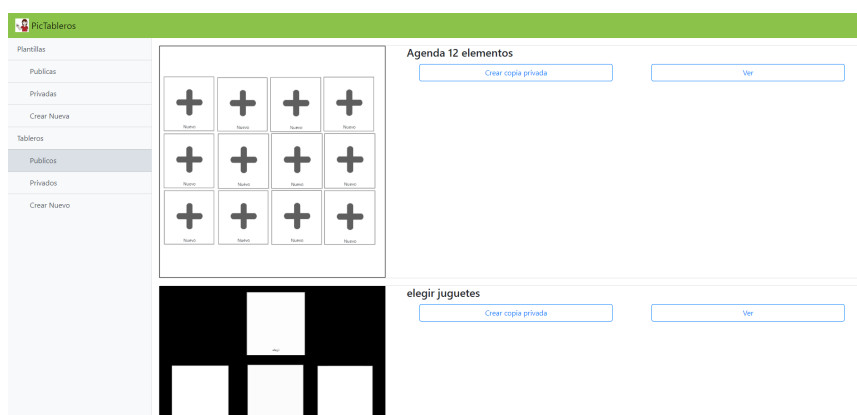 PicTableros
Plantillas
Publicas
Privadas
Crear Nueva
Tableros
Publicos
Privados
Crear Nuevo
Nuevo Nuevo Nuevo Nuevo
Nuevo Nuevo Nuevo Nuevo
Nuevo Nuevo Nuevo Nuevo
Agenda 12 elementos
Crear copia privada Ver
elegir juguetes
Crear copia privada Ver